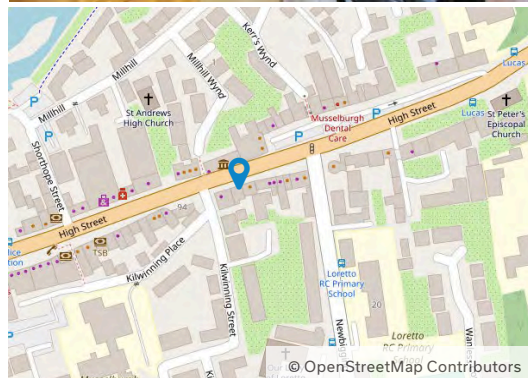 Kerr's Wynd
Millhill
Millhill Wynd
Lucas
P
Millhill
St Andrews
High Church
Musselburgh
Dental
Care
P
P
High Street
Lucas
St Peter's
Episcopal
Church
P
Shorthope Street
94
High Street
TSB
Kilwinning Place
Kilwinning Street
Loretto
RC Primary
School
20
Loretto
RC Primary
© OpenStreetMap Contributors